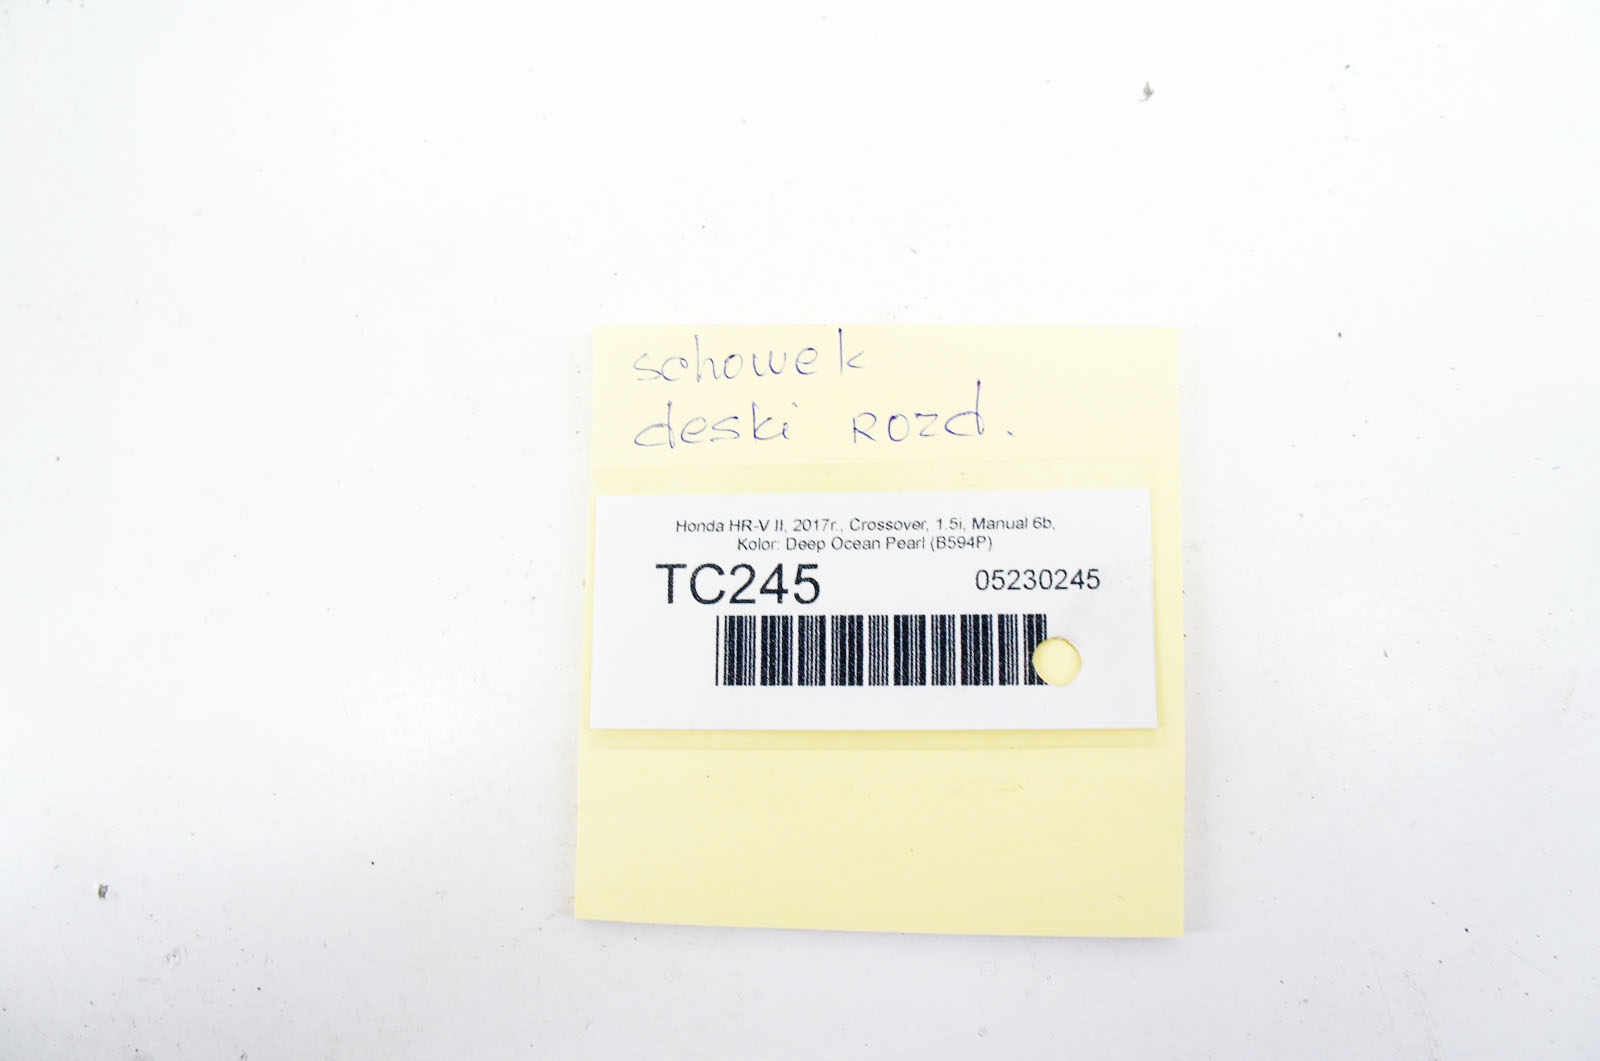 schowek
deski rozd.
Honda HR-V II, 2017r., Crossover, 1.5i, Manual 6b,
Kolor: Deep Ocean Pearl (B594P)
TC245 05230245